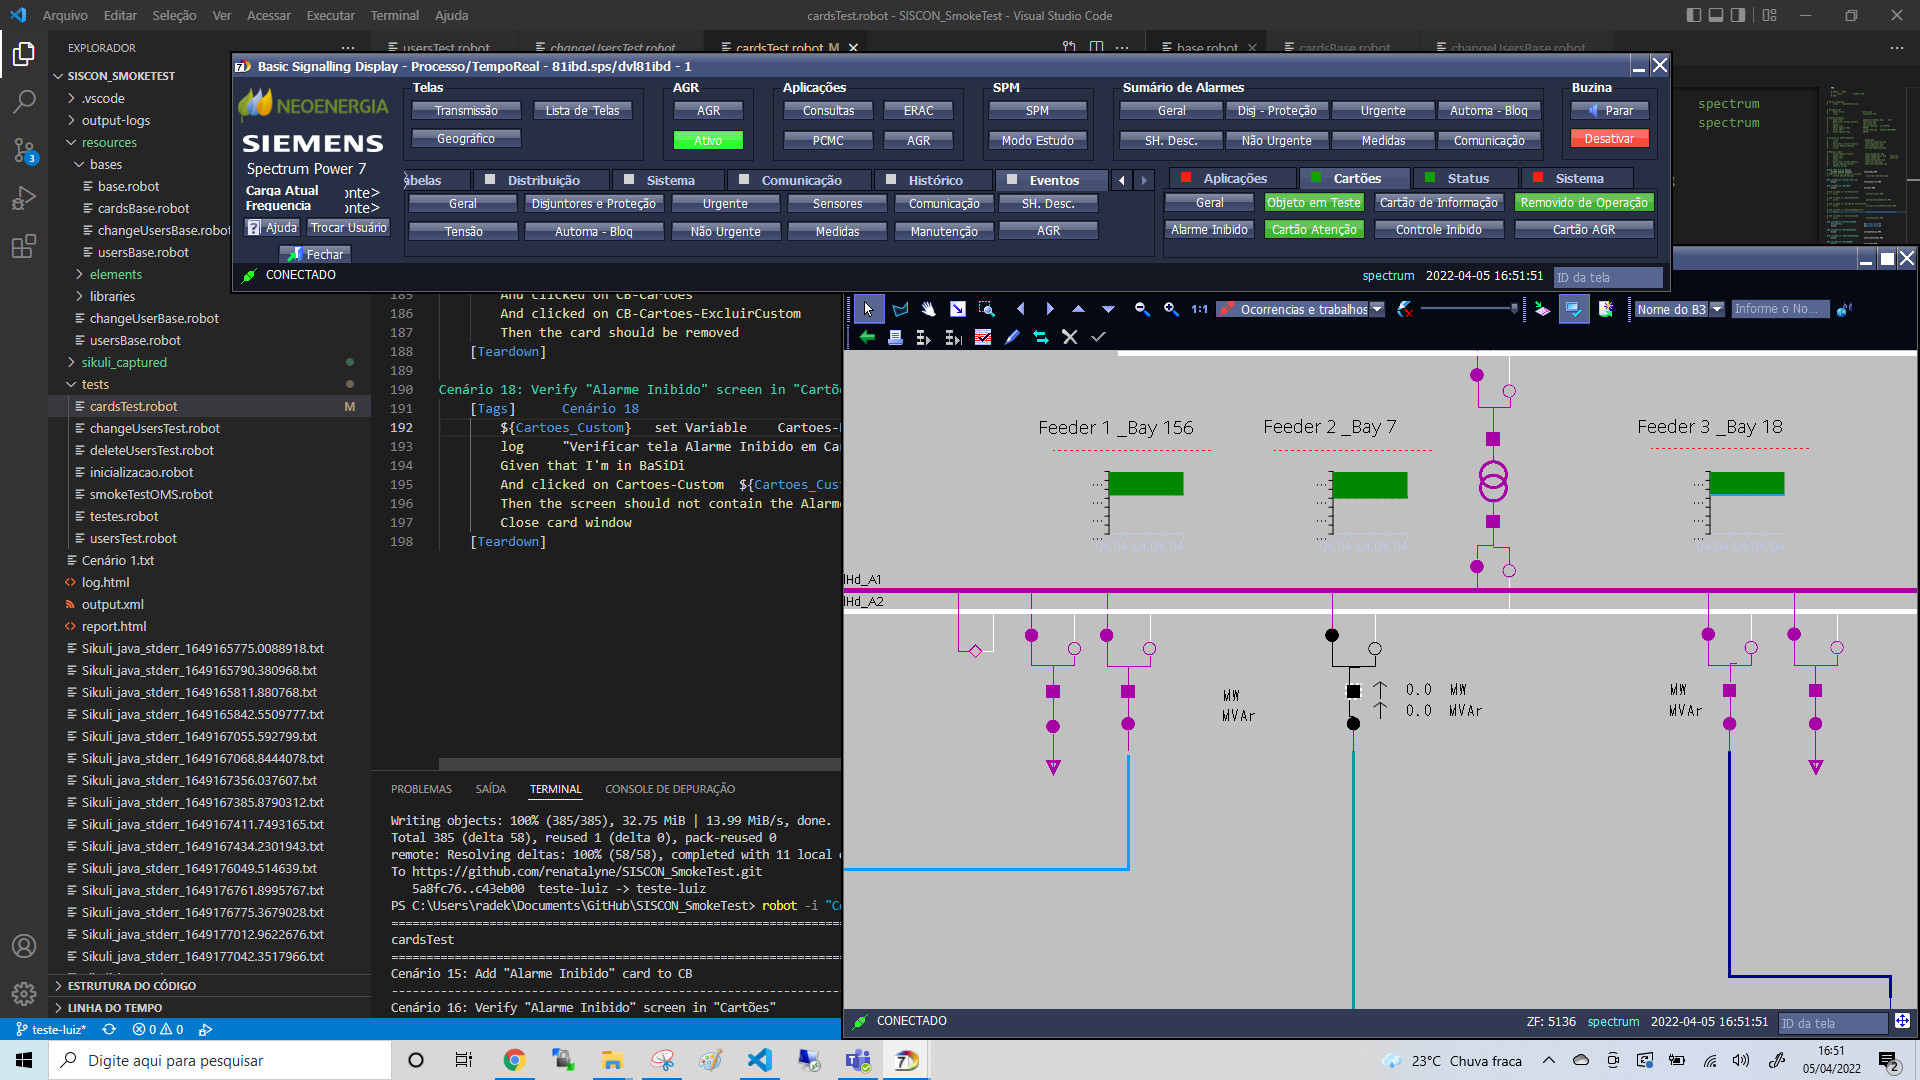 Arquivo Editar Seleção Ver Acessar Executar Terminal Ajuda
cardsTest.robot - SISCON_SmokeTest - Visual Studio Code
EXPLORADOR
usersTest.robot changeUsersTest.robot cardsTest.robot M
base.robot cardsBase.robot changeUsersBase.robot
SISCON_SMOKETEST
.vscode
output-logs
resources
bases
base.robot
cardsBase.robot
changeUsersBase.robot
usersBase.robot
elements
libraries
changeUserBase.robot
usersBase.robot
sikuli_captured
tests
cardsTest.robot M
changeUsersTest.robot
deleteUsersTest.robot
inicializacao.robot
smokeTestOMS.robot
testes.robot
usersTest.robot
Cenário 1.txt
log.html
output.xml
report.html
Sikuli_java_stderr_1649165775.0088918.txt
Sikuli_java_stderr_1649165790.380968.txt
Sikuli_java_stderr_1649165811.880768.txt
Sikuli_java_stderr_1649165842.5509777.txt
Sikuli_java_stderr_1649167055.592799.txt
Sikuli_java_stderr_1649167068.8444078.txt
Sikuli_java_stderr_1649167356.037607.txt
Sikuli_java_stderr_1649167385.8790312.txt
Sikuli_java_stderr_1649167411.7493165.txt
Sikuli_java_stderr_1649167434.2301943.txt
Sikuli_java_stderr_1649176049.514639.txt
Sikuli_java_stderr_1649176761.8995767.txt
Sikuli_java_stderr_1649176775.3679028.txt
Sikuli_java_stderr_1649177012.9622676.txt
Sikuli_java_stderr_1649177042.3517966.txt
ESTRUTURA DO CÓDIGO
LINHA DO TEMPO
3
Basic Signalling Display - Processo/TempoReal - 81ibd.sps/dvl81ibd - 1
NEOENERGIA
SIEMENS
Spectrum Power 7
Carga Atual onte>
Frequencia onte>
Ajuda Trocar Usuário
Fechar
CONECTADO
Telas
Transmissão Lista de Telas
Geográfico
AGR
AGR
Ativo
Aplicações
Consultas ERAC
PCMC AGR
SPM
SPM
Modo Estudo
Sumário de Alarmes
Geral Disj - Proteção Urgente Automa - Bloq
SH. Desc. Não Urgente Medidas Comunicação
Buzina
Parar
Desativar
abelas Distribuição Sistema Comunicação Histórico Eventos
Geral Disjuntores e Proteção Urgente Sensores Comunicação SH. Desc.
Tensão Automa - Bloq Não Urgente Medidas Manutenção AGR
Aplicações Cartões Status Sistema
Geral Objeto em Teste Cartão de Informação Removido de Operação
Alarme Inibido Cartão Atenção Controle Inibido Cartão AGR
spectrum 2022-04-05 16:51:51 ID da tela
spectrum
spectrum
185 And clicked on CB-Cartoes
186 And clicked on CB-Cartoes-ExcluirCustom
187 Then the card should be removed
188 [Teardown]
189
190 Cenário 18: Verify "Alarme Inibido" screen in "Cartõ
191 [Tags] Cenário 18
192 ${Cartoes_Custom} set Variable Cartoes-
193 log "Verificar tela Alarme Inibido em Ca
194 Given that I'm in BaSiDi
195 And clicked on Cartoes-Custom ${Cartoes_Cus
196 Then the screen should not contain the Alarm
197 Close card window
198 [Teardown]
PROBLEMAS SAÍDA TERMINAL CONSOLE DE DEPURAÇÃO
Writing objects: 100% (385/385), 32.75 MiB | 13.99 MiB/s, done.
Total 385 (delta 58), reused 1 (delta 0), pack-reused 0
remote: Resolving deltas: 100% (58/58), completed with 11 local
To https://github.com/renatalyne/SISCON_SmokeTest.git
5a8fc76..c43eb00 teste-luiz -> teste-luiz
PS C:\Users\radek\Documents\GitHub\SISCON_SmokeTest> robot -i "C
cardsTest
Cenário 15: Add "Alarme Inibido" card to CB
Cenário 16: Verify "Alarme Inibido" screen in "Cartões"
1:1 Ocorrencias e trabalhos Nome do B3 Informe o No...
Feeder 1 _Bay 156
Feeder 2 _Bay 7
Feeder 3 _Bay 18
04.04.04.04.04...
04.04.04.04.04...
04.04.04.04.04...
lHd_A1
lHd_A2
MW
MVAr
0.0 MW
0.0 MVAr
MW
MVAr
CONECTADO
ZF: 5136 spectrum 2022-04-05 16:51:51 ID da tela
teste-luiz* 0 0
Digite aqui para pesquisar
23°C Chuva fraca
16:51
05/04/2022
2